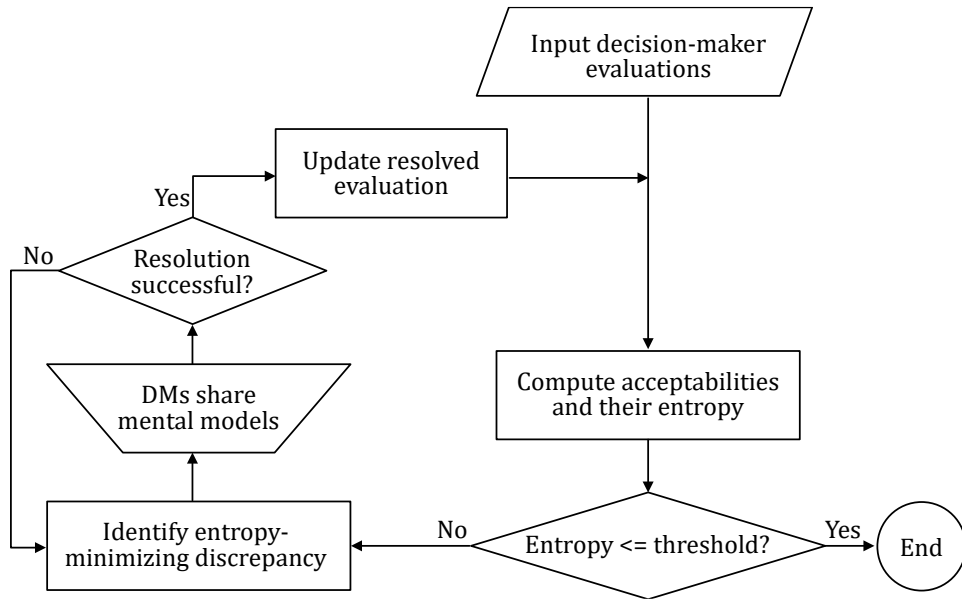 Input decision-maker
evaluations
Update resolved
evaluation
Yes
No
Resolution
successful?
DMs share
mental models
Compute acceptabilities
and their entropy
Identify entropy-
minimizing discrepancy
No
Entropy <= threshold?
Yes
End